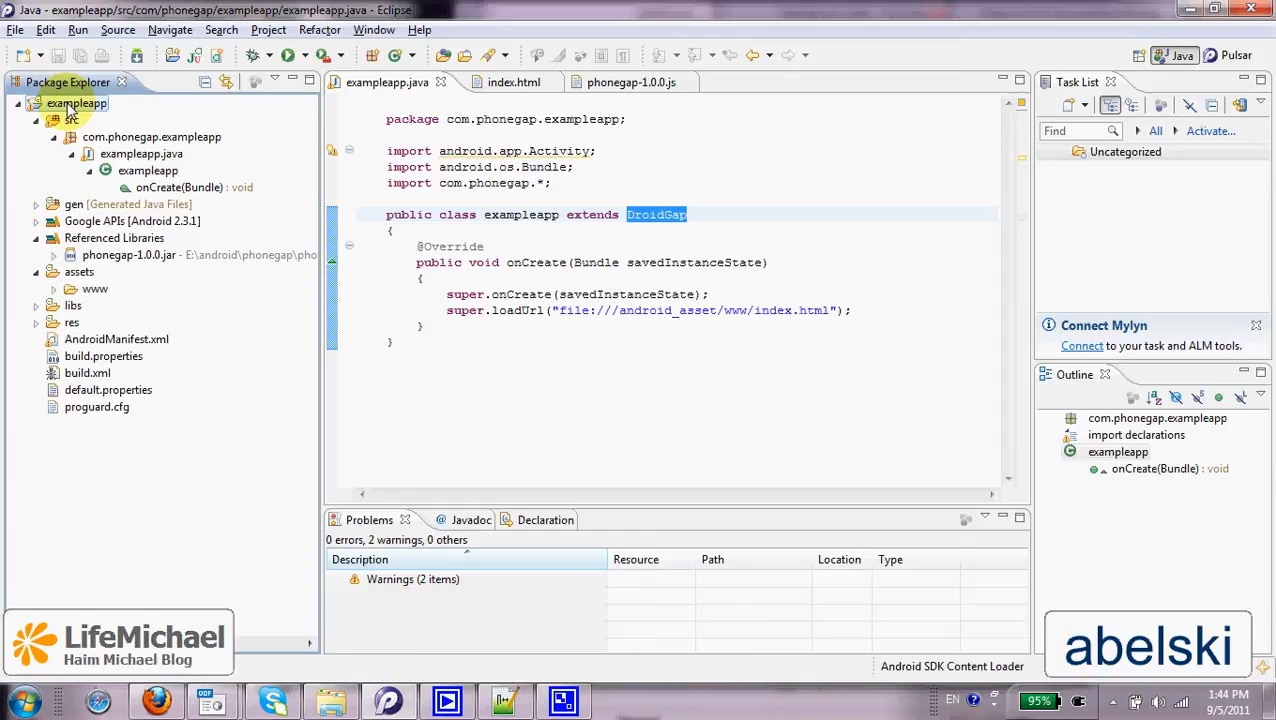 Java - exampleapp/src/com/phonegap/exampleapp/exampleapp.java - Eclipse
File Edit Run Source Navigate Search Project Refactor Window Help
Java Pulsar
Package Explorer
exampleapp
src
com.phonegap.exampleapp
exampleapp.java
exampleapp
onCreate(Bundle) : void
gen [Generated Java Files]
Google APIs [Android 2.3.1]
Referenced Libraries
phonegap-1.0.0.jar - E:\android\phonegap\pho
assets
www
libs
res
AndroidManifest.xml
build.properties
build.xml
default.properties
proguard.cfg
exampleapp.java index.html phonegap-1.0.0.js
package com.phonegap.exampleapp;
import android.app.Activity;
import android.os.Bundle;
import com.phonegap.*;
public class exampleapp extends DroidGap
{
@Override
public void onCreate(Bundle savedInstanceState)
{
super.onCreate(savedInstanceState);
super.loadUrl("file:///android_asset/www/index.html");
}
}
Task List
Find All Activate...
Uncategorized
Connect Mylyn
Connect to your task and ALM tools.
Outline
com.phonegap.exampleapp
import declarations
exampleapp
onCreate(Bundle) : void
Problems @ Javadoc Declaration
0 errors, 2 warnings, 0 others
Description Resource Path Location Type
Warnings (2 items)
LifeMichael
Haim Michael Blog
abelski
Android SDK Content Loader
EN 95% 1:44 PM
9/5/2011